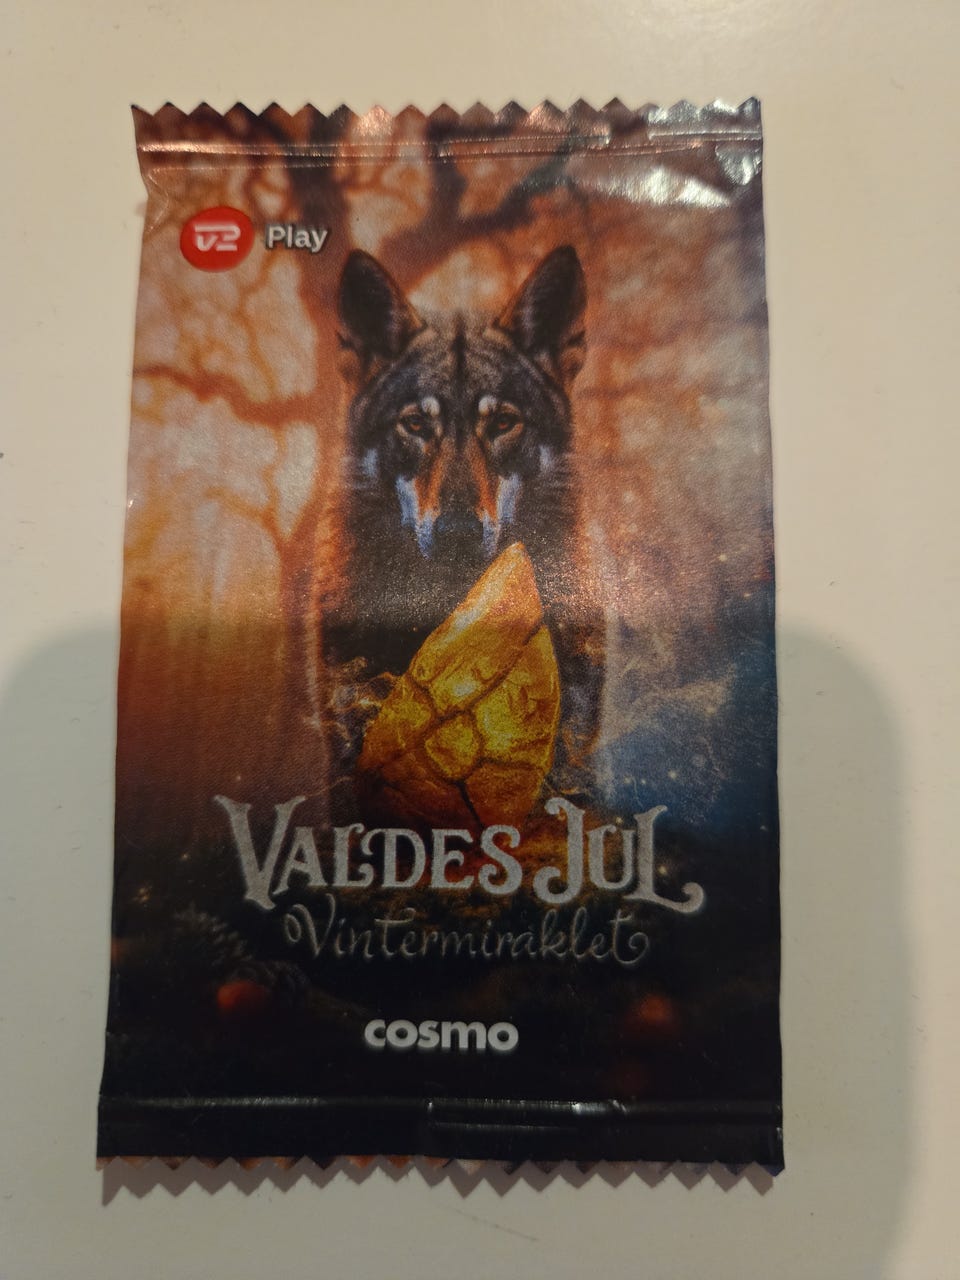 TV2 Play
VALDES JUL
Vintermiraklet
cosmo